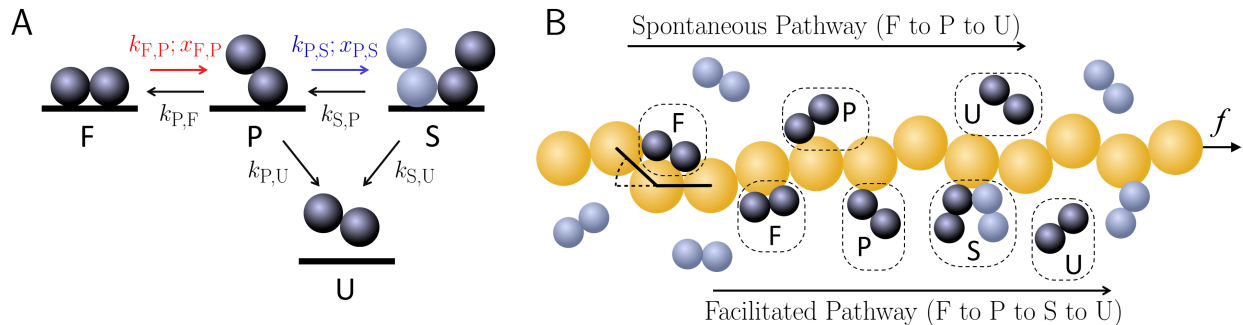 A
k_F,P; x_F,P
k_P,S; x_P,S
k_P,F
k_S,P
F
P
S
k_P,U
k_S,U
U
B
Spontaneous Pathway (F to P to U)
F
P
U
f
F
P
S
U
Facilitated Pathway (F to P to S to U)